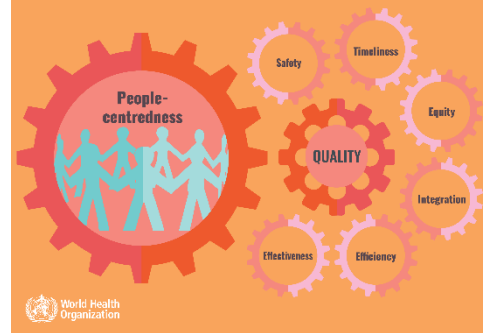 People-
centredness
Safety
Timeliness
Equity
QUALITY
Integration
Effectiveness
Efficiency
World Health
Organization